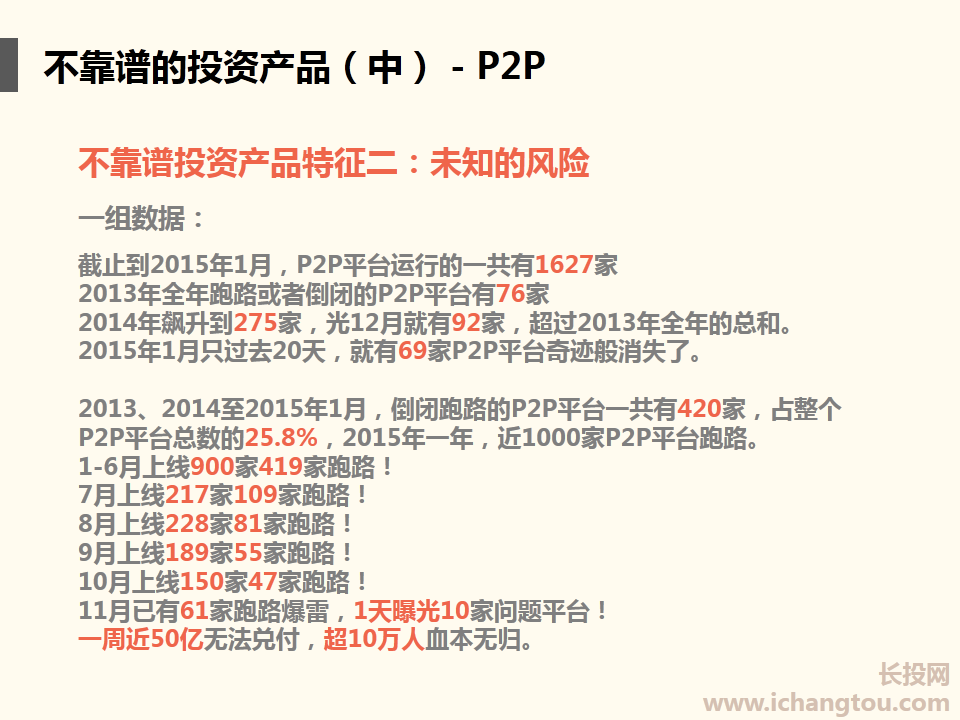 不靠谱的投资产品（中） - P2P
不靠谱投资产品特征二：未知的风险
一组数据：
截止到2015年1月，P2P平台运行的一共有1627家
2013年全年跑路或者倒闭的P2P平台有76家
2014年飙升到275家，光12月就有92家，超过2013年全年的总和。
2015年1月只过去20天，就有69家P2P平台奇迹般消失了。
2013、2014至2015年1月，倒闭跑路的P2P平台一共有420家，占整个
P2P平台总数的25.8%，2015年一年，近1000家P2P平台跑路。
1-6月上线900家419家跑路！
7月上线217家109家跑路！
8月上线228家81家跑路！
9月上线189家55家跑路！
10月上线150家47家跑路！
11月已有61家跑路爆雷，1天曝光10家问题平台！
一周近50亿无法兑付，超10万人血本无归。
长投网
www.ichangtou.com